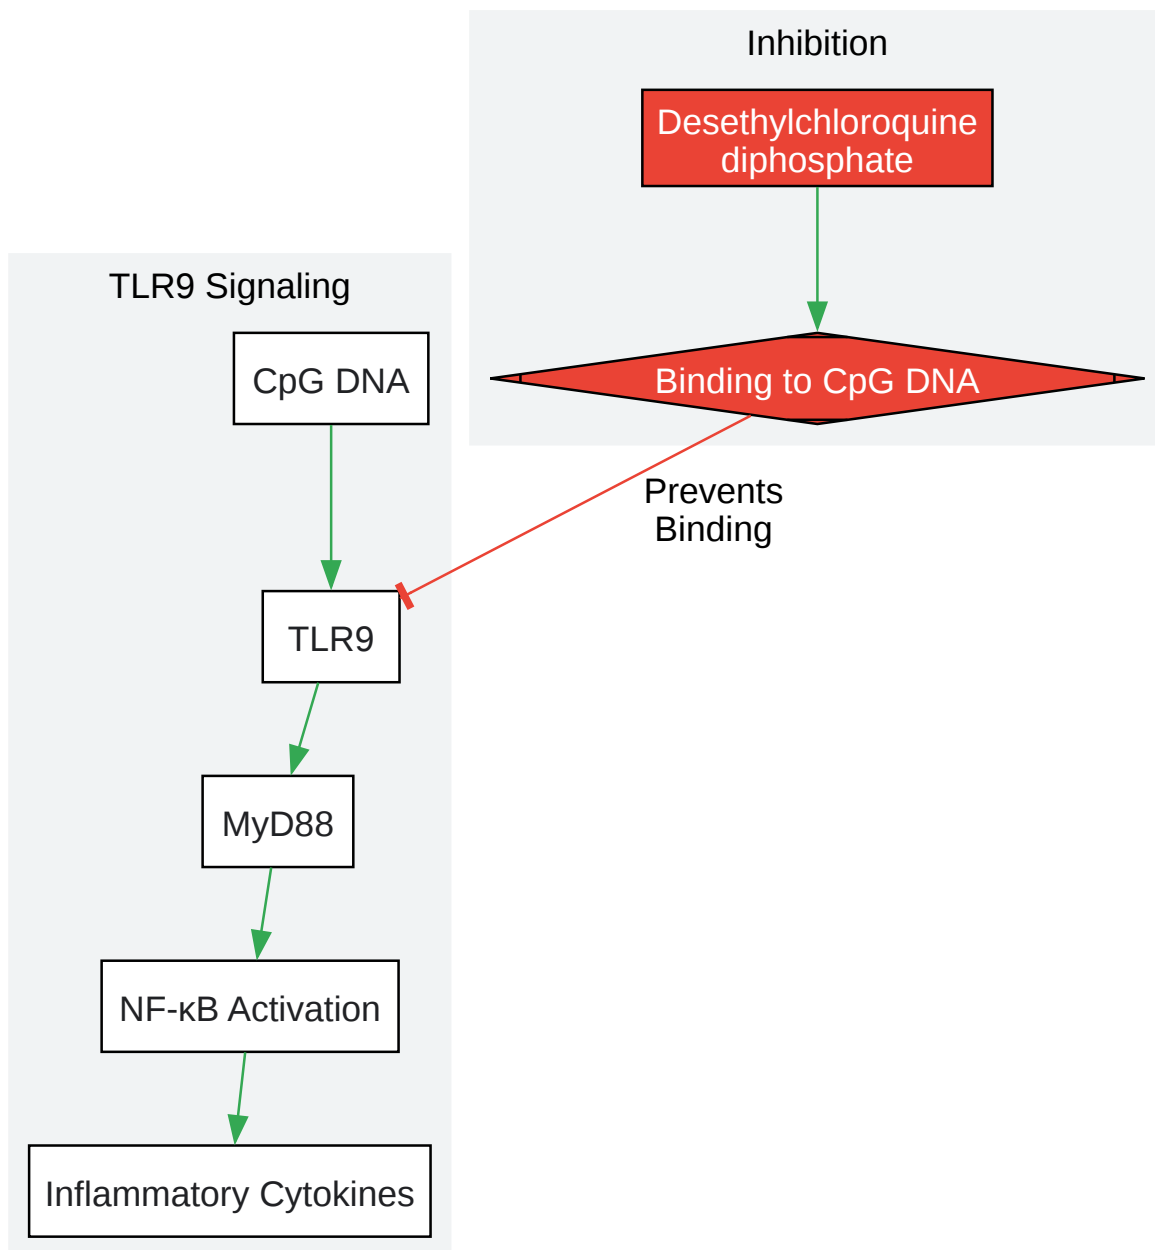 Inhibition
Desethylchloroquine
diphosphate
Binding to CpG DNA
Prevents
Binding
TLR9 Signaling
CpG DNA
TLR9
MyD88
NF-κB Activation
Inflammatory Cytokines